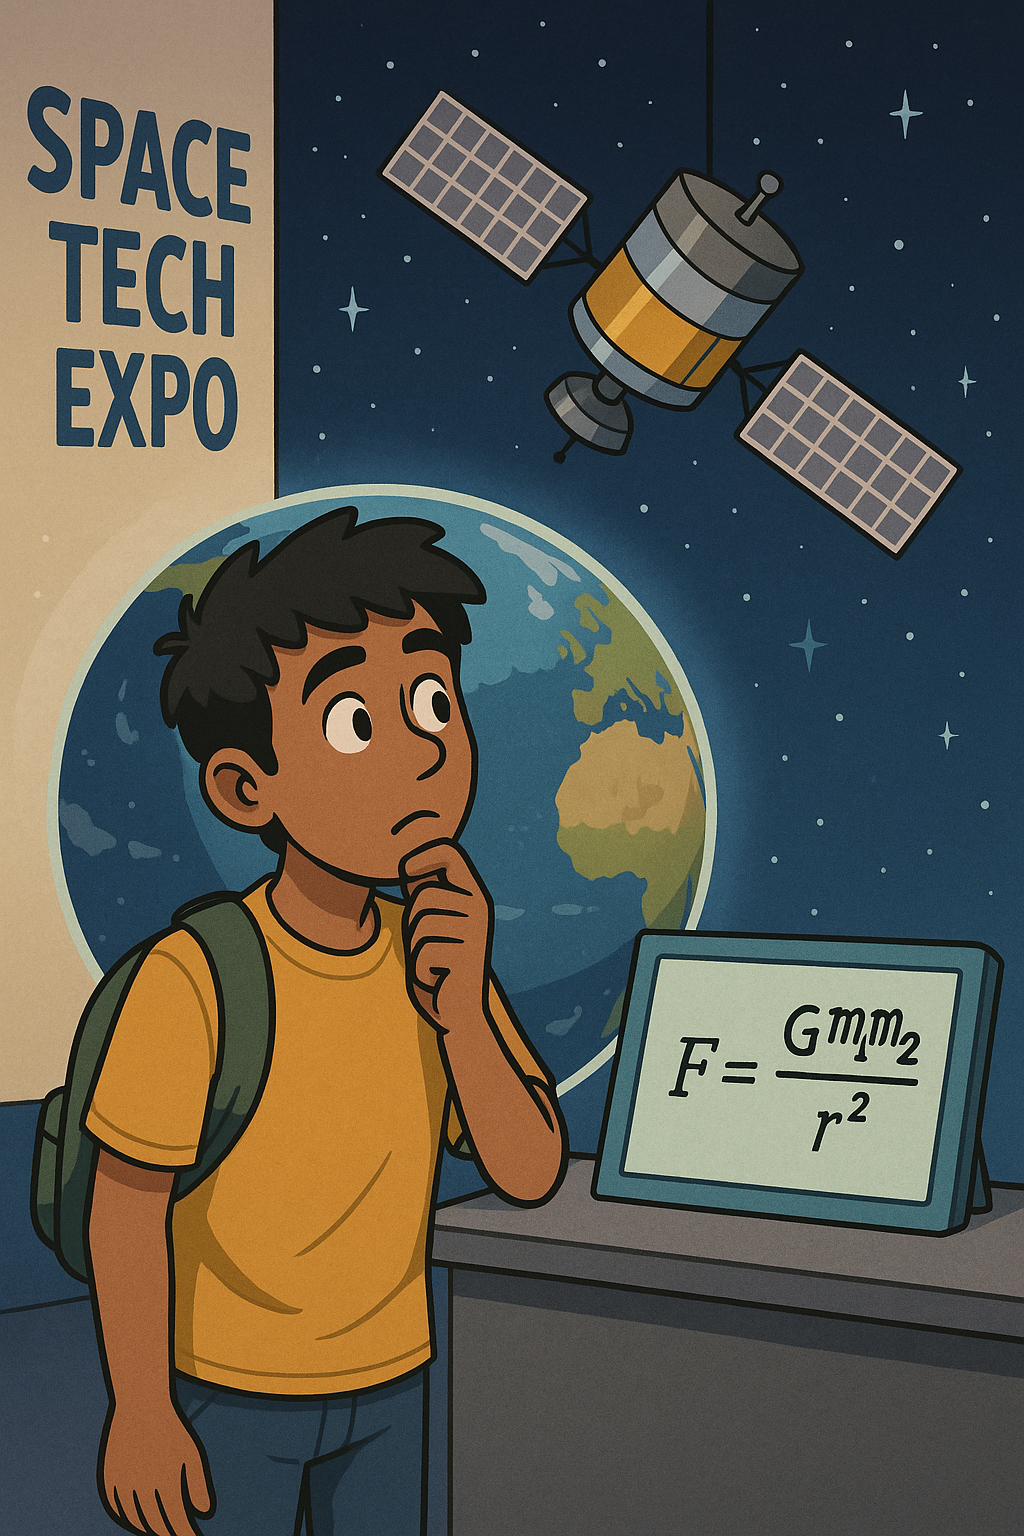 SPACE
TECH
EXPO
F = Gm₁m₂ / r²